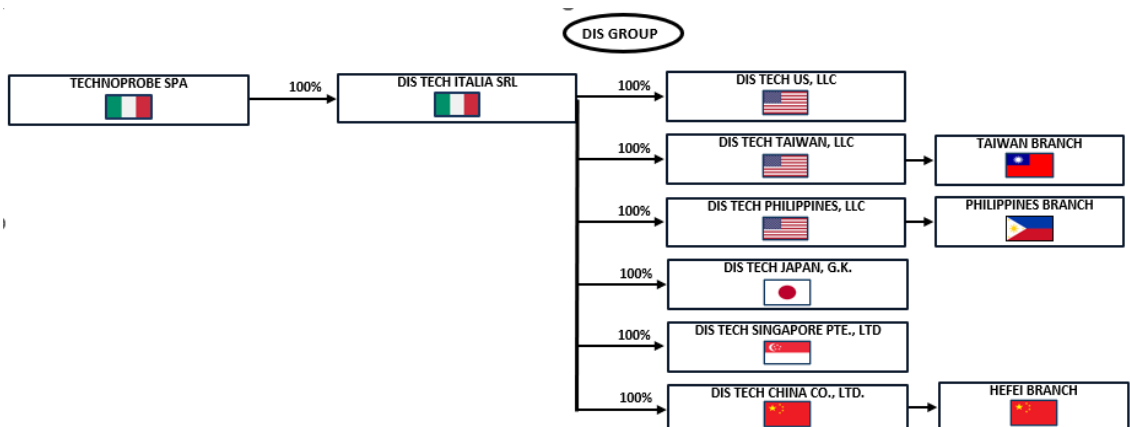 DIS GROUP
TECHNOPROBE SPA
100%
DIS TECH ITALIA SRL
100%
DIS TECH US, LLC
100%
DIS TECH TAIWAN, LLC
TAIWAN BRANCH
100%
DIS TECH PHILIPPINES, LLC
PHILIPPINES BRANCH
100%
DIS TECH JAPAN, G.K.
100%
DIS TECH SINGAPORE PTE., LTD
100%
DIS TECH CHINA CO., LTD.
HEFEI BRANCH